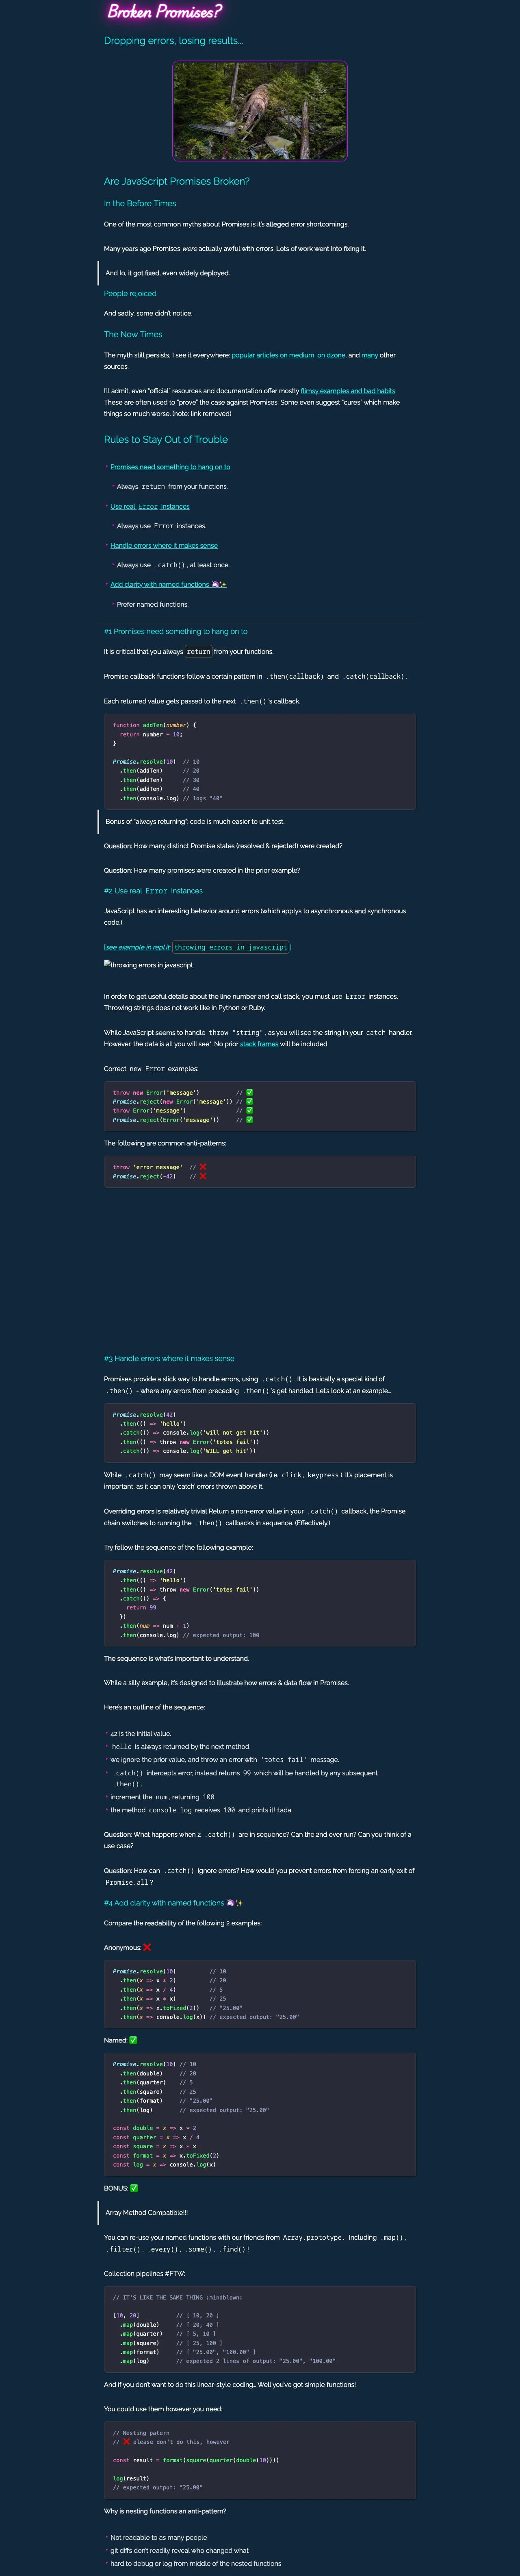 Broken Promises?
Dropping errors, losing results...
Are JavaScript Promises Broken?
In the Before Times
One of the most common myths about Promises is it's alleged error shortcomings.
Many years ago Promises were actually awful with errors. Lots of work went into fixing it.
And lo, it got fixed, even widely deployed.
People rejoiced
And sadly, some didn't notice.
The Now Times
The myth still persists, I see it everywhere: popular articles on medium, on dzone, and many other
sources.
I'll admit, even "official" resources and documentation offer mostly flimsy examples and bad habits.
These are often used to "prove" the case against Promises. Some even suggest "cures" which make
things so much worse. (note: link removed)
Rules to Stay Out of Trouble
* Promises need something to hang on to
* Always return from your functions.
* Use real Error Instances
* Always use Error instances.
* Handle errors where it makes sense
* Always use .catch(), at least once.
* Add clarity with named functions 🦄✨
* Prefer named functions.
#1 Promises need something to hang on to
It is critical that you always return from your functions.
Promise callback functions follow a certain pattern in .then(callback) and .catch(callback).
Each returned value gets passed to the next .then()'s callback.
function addTen(number) {
return number + 10;
}
Promise.resolve(10) // 10
.then(addTen) // 20
.then(addTen) // 30
.then(addTen) // 40
.then(console.log) // logs "40"
Bonus of "always returning": code is much easier to unit test.
Question: How many distinct Promise states (resolved & rejected) were created?
Question: How many promises were created in the prior example?
#2 Use real Error Instances
JavaScript has an interesting behavior around errors (which applies to asynchronous and synchronous
code.)
[see example in repl.it: throwing errors in javascript]
throwing errors in javascript
In order to get useful details about the line number and call stack, you must use Error instances.
Throwing strings does not work like in Python or Ruby.
While JavaScript seems to handle throw "string", as you will see the string in your catch handler.
However, the data is all you will see*. No prior stack frames will be included.
Correct new Error examples:
throw new Error('message') // ✅
Promise.reject(new Error('message')) // ✅
throw Error('message') // ✅
Promise.reject(Error('message')) // ✅
The following are common anti-patterns:
throw 'error message' // ❌
Promise.reject(-42) // ❌
#3 Handle errors where it makes sense
Promises provide a slick way to handle errors, using .catch(). It is basically a special kind of
.then() - where any errors from preceding .then()'s get handled. Let's look at an example…
Promise.resolve(42)
.then(() => 'hello')
.catch(() => console.log('will not get hit'))
.then(() => throw new Error('totes fail'))
.catch(() => console.log('WILL get hit'))
While .catch() may seem like a DOM event handler (i.e. click, keypress). It's placement is
important, as it can only 'catch' errors thrown above it.
Overriding errors is relatively trivial Return a non-error value in your .catch() callback, the Promise
chain switches to running the .then() callbacks in sequence. (Effectively.)
Try follow the sequence of the following example:
Promise.resolve(42)
.then(() => 'hello')
.then(() => throw new Error('totes fail'))
.catch(() => {
return 99
})
.then(num => num + 1)
.then(console.log) // expected output: 100
The sequence is what's important to understand.
While a silly example, it's designed to illustrate how errors & data flow in Promises.
Here's an outline of the sequence:
* 42 is the initial value.
* hello is always returned by the next method.
* we ignore the prior value, and throw an error with 'totes fail' message.
* .catch() intercepts error, instead returns 99 which will be handled by any subsequent
.then().
* increment the num, returning 100
* the method console.log receives 100 and prints it! :tada:
Question: What happens when 2 .catch() are in sequence? Can the 2nd ever run? Can you think of
a use case?
Question: How can .catch() ignore errors? How would you prevent errors from forcing an early exit of
Promise.all?
#4 Add clarity with named functions 🦄✨
Compare the readability of the following 2 examples:
Anonymous: ❌
Promise.resolve(10) // 10
.then(x => x * 2) // 20
.then(x => x / 4) // 5
.then(x => x * x) // 25
.then(x => x.toFixed(2)) // "25.00"
.then(x => console.log(x)) // expected output: "25.00"
Named: ✅
Promise.resolve(10) // 10
.then(double) // 20
.then(quarter) // 5
.then(square) // 25
.then(format) // "25.00"
.then(log) // expected output: "25.00"
const double = x => x * 2
const quarter = x => x / 4
const square = x => x * x
const format = x => x.toFixed(2)
const log = x => console.log(x)
BONUS: ✅
Array Method Compatible!!!
You can re-use your named functions with our friends from Array.prototype. Including .map(),
.filter(), .every(), .some(), .find()!
Collection pipelines #FTW:
// IT'S LIKE THE SAME THING :mindblown:
[10, 20] // [ 10, 20 ]
.map(double) // [ 20, 40 ]
.map(quarter) // [ 5, 10 ]
.map(square) // [ 25, 100 ]
.map(format) // [ "25.00", "100.00" ]
.map(log) // expected 2 lines of output: "25.00", "100.00"
And if you don't want to do this linear-style coding… Well you've got simple functions!
You could use them however you need:
// Nesting patern
// ❌ please don't do this, however
const result = format(square(quarter(double(10))))
log(result)
// expected output: "25.00"
Why is nesting functions an anti-pattern?
* Not readable to as many people
* git diffs don't readily reveal who changed what
* hard to debug or log from middle of the nested functions